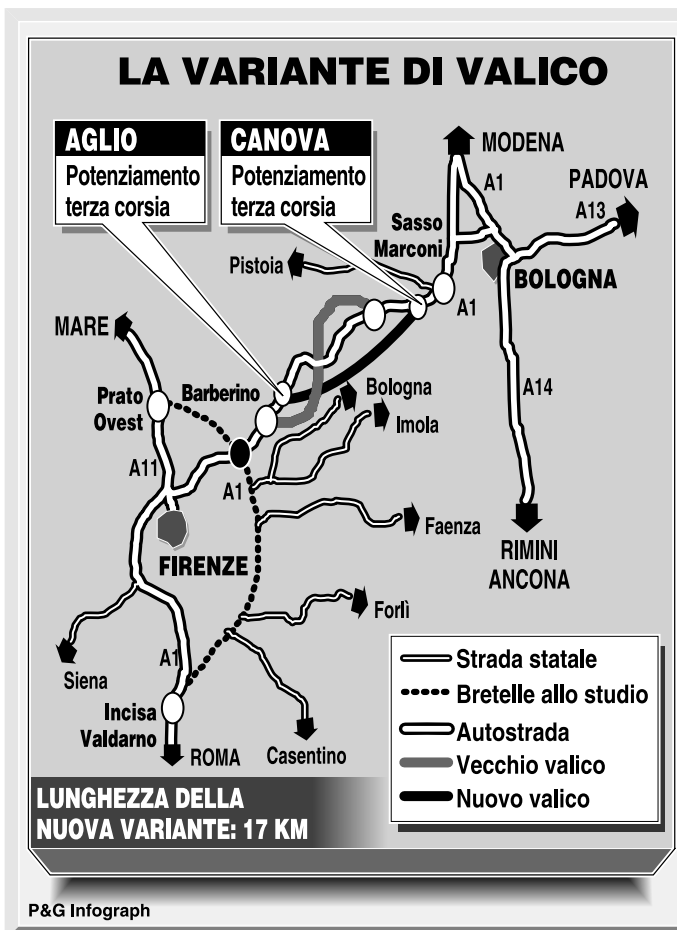 LA VARIANTE DI VALICO
AGLIO
Potenziamento
terza corsia
CANOVA
Potenziamento
terza corsia
MODENA
A1
PADOVA
A13
Sasso
Marconi
Pistoia
BOLOGNA
A1
MARE
Prato
Ovest
Barberino
Bologna
Imola
A14
A11
A1
Faenza
FIRENZE
RIMINI
ANCONA
Forlì
Siena
A1
Incisa
Valdarno
ROMA
Casentino
Strada statale
Bretelle allo studio
Autostrada
Vecchio valico
Nuovo valico
LUNGHEZZA DELLA
NUOVA VARIANTE: 17 KM
P&G Infograph